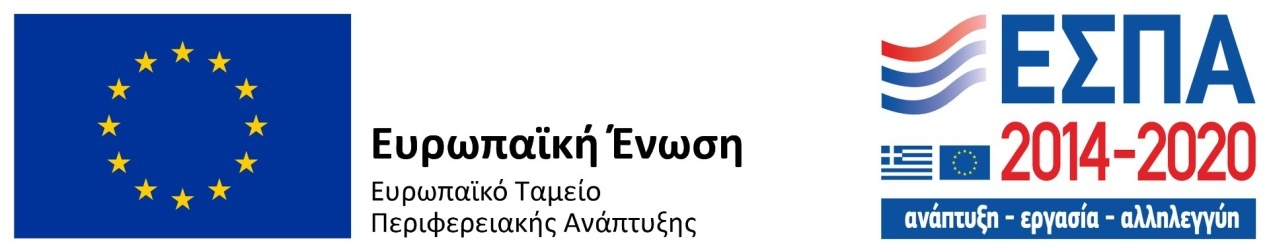 Ευρωπαϊκή Ένωση
Ευρωπαϊκό Ταμείο
Περιφερειακής Ανάπτυξης
ΕΣΠΑ
2014-2020
ανάπτυξη - εργασία - αλληλεγγύη